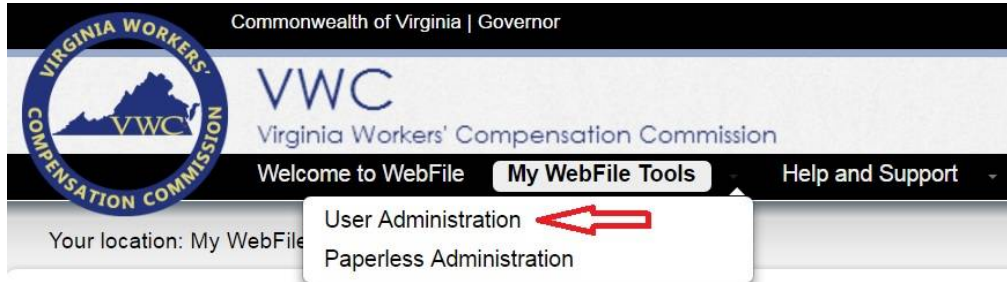 Commonwealth of Virginia | Governor
VIRGINIA WORKERS' COMPENSATION COMMISSION
VWC
VWC
Virginia Workers' Compensation Commission
Welcome to WebFile My WebFile Tools Help and Support
User Administration
Your location: My WebFile
Paperless Administration